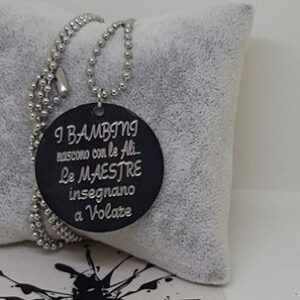 I BAMBINI
nascono con le Ali..
Le MAESTRE
insegnano
a Volare